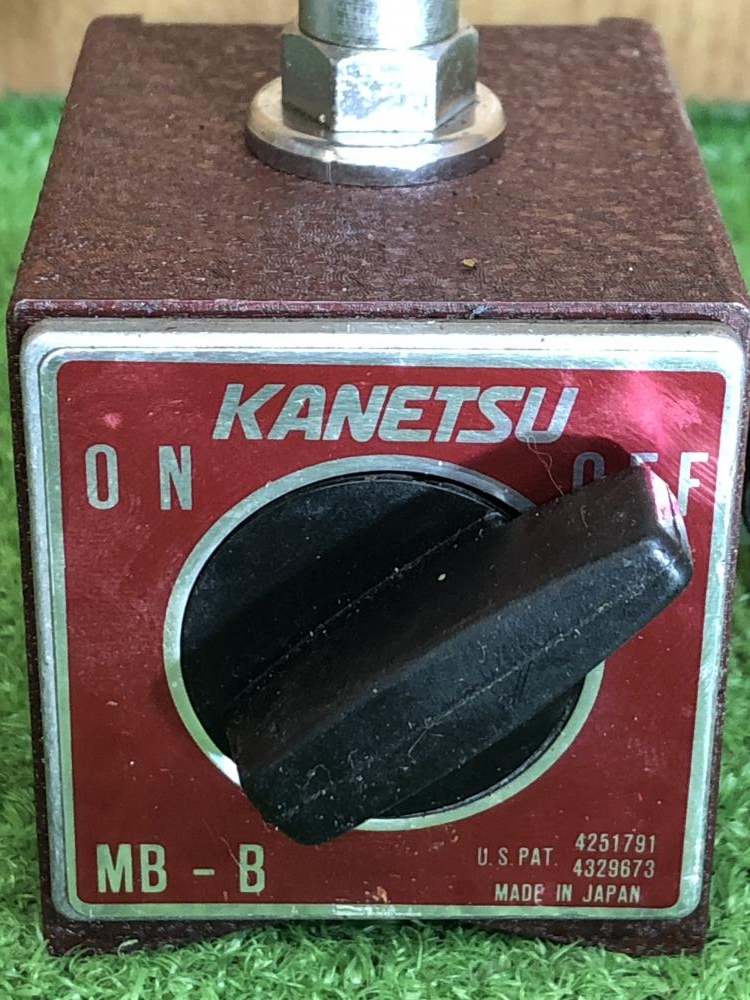 KANETSU
ON OFF
MB - B
U.S. PAT. 4251791
4329673
MADE IN JAPAN